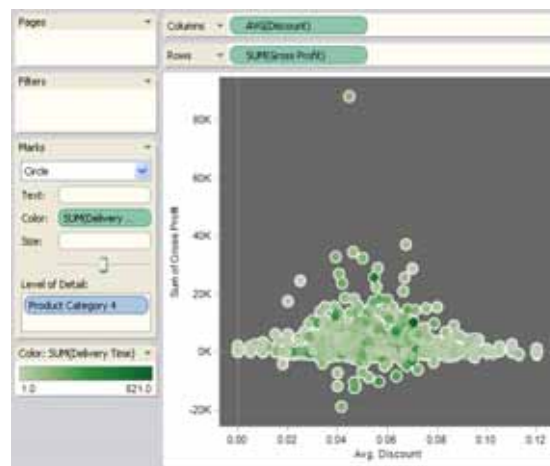 Pages
Columns AVG(Discount)
Rows SUM(Gross Profit)
Filters
Marks
Circle
Text:
Color: SUM(Delivery ...
Size:
Level of Detail:
Product Category 4
Color: SUM(Delivery Time)
1.0 821.0
Sum of Gross Profit
80K
60K
40K
20K
0K
-20K
0.00 0.02 0.04 0.06 0.08 0.10 0.12
Avg. Discount